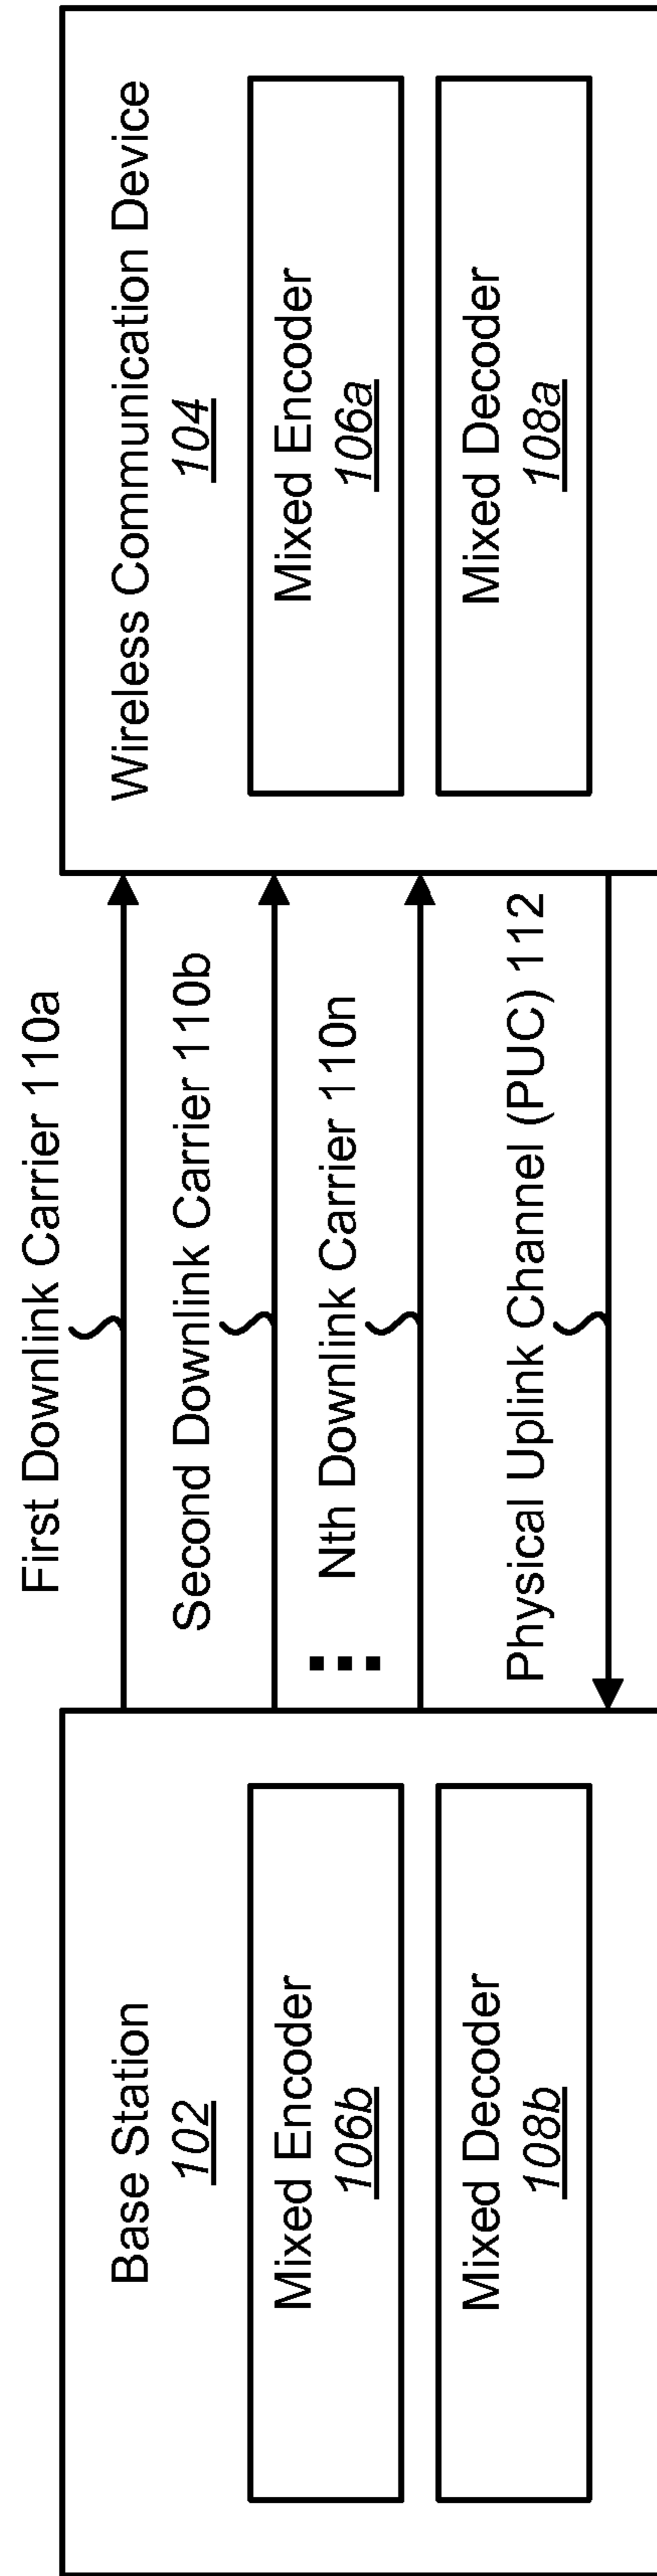 First Downlink Carrier 110a
Base Station
102
Mixed Encoder
106b
Mixed Decoder
108b
Second Downlink Carrier 110b
Nth Downlink Carrier 110n
Physical Uplink Channel (PUC) 112
Wireless Communication Device
104
Mixed Encoder
106a
Mixed Decoder
108a